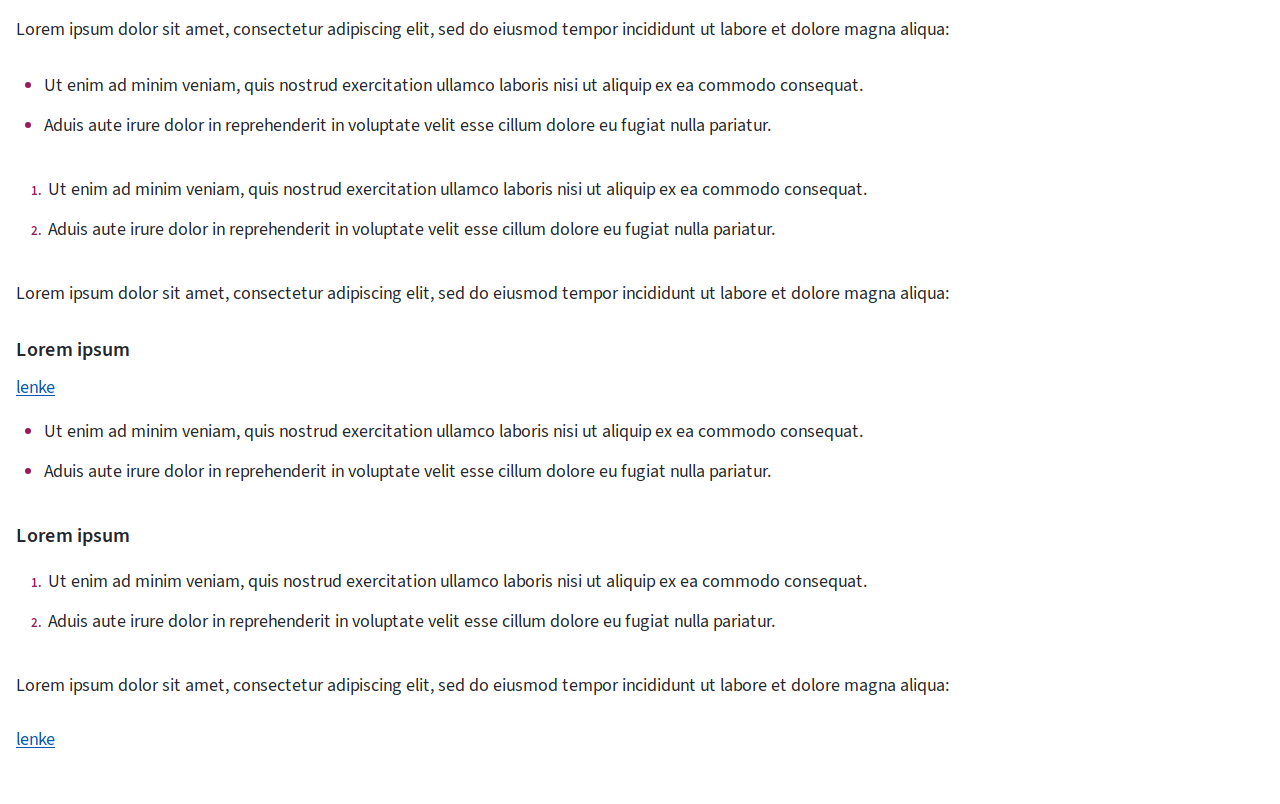 Lorem ipsum dolor sit amet, consectetur adipiscing elit, sed do eiusmod tempor incididunt ut labore et dolore magna aliqua:
• Ut enim ad minim veniam, quis nostrud exercitation ullamco laboris nisi ut aliquip ex ea commodo consequat.
• Aduis aute irure dolor in reprehenderit in voluptate velit esse cillum dolore eu fugiat nulla pariatur.
1. Ut enim ad minim veniam, quis nostrud exercitation ullamco laboris nisi ut aliquip ex ea commodo consequat.
2. Aduis aute irure dolor in reprehenderit in voluptate velit esse cillum dolore eu fugiat nulla pariatur.
Lorem ipsum dolor sit amet, consectetur adipiscing elit, sed do eiusmod tempor incididunt ut labore et dolore magna aliqua:
Lorem ipsum
lenke
• Ut enim ad minim veniam, quis nostrud exercitation ullamco laboris nisi ut aliquip ex ea commodo consequat.
• Aduis aute irure dolor in reprehenderit in voluptate velit esse cillum dolore eu fugiat nulla pariatur.
Lorem ipsum
1. Ut enim ad minim veniam, quis nostrud exercitation ullamco laboris nisi ut aliquip ex ea commodo consequat.
2. Aduis aute irure dolor in reprehenderit in voluptate velit esse cillum dolore eu fugiat nulla pariatur.
Lorem ipsum dolor sit amet, consectetur adipiscing elit, sed do eiusmod tempor incididunt ut labore et dolore magna aliqua:
lenke